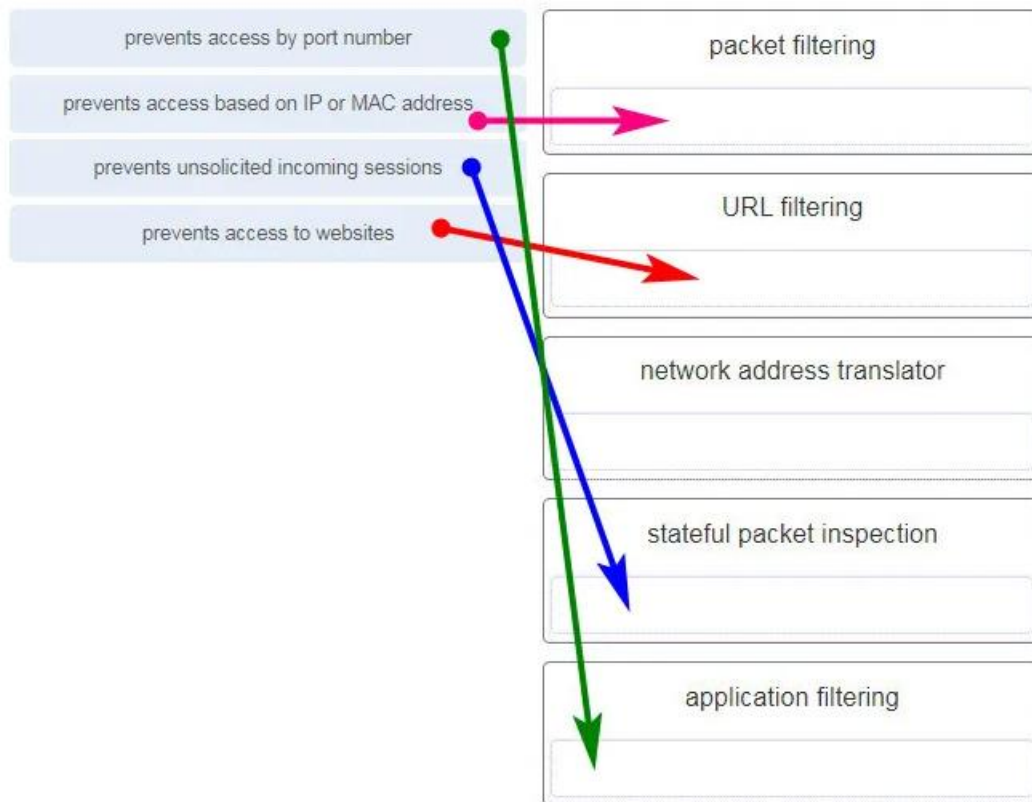 prevents access by port number
prevents access based on IP or MAC address
prevents unsolicited incoming sessions
prevents access to websites
packet filtering
URL filtering
network address translator
stateful packet inspection
application filtering